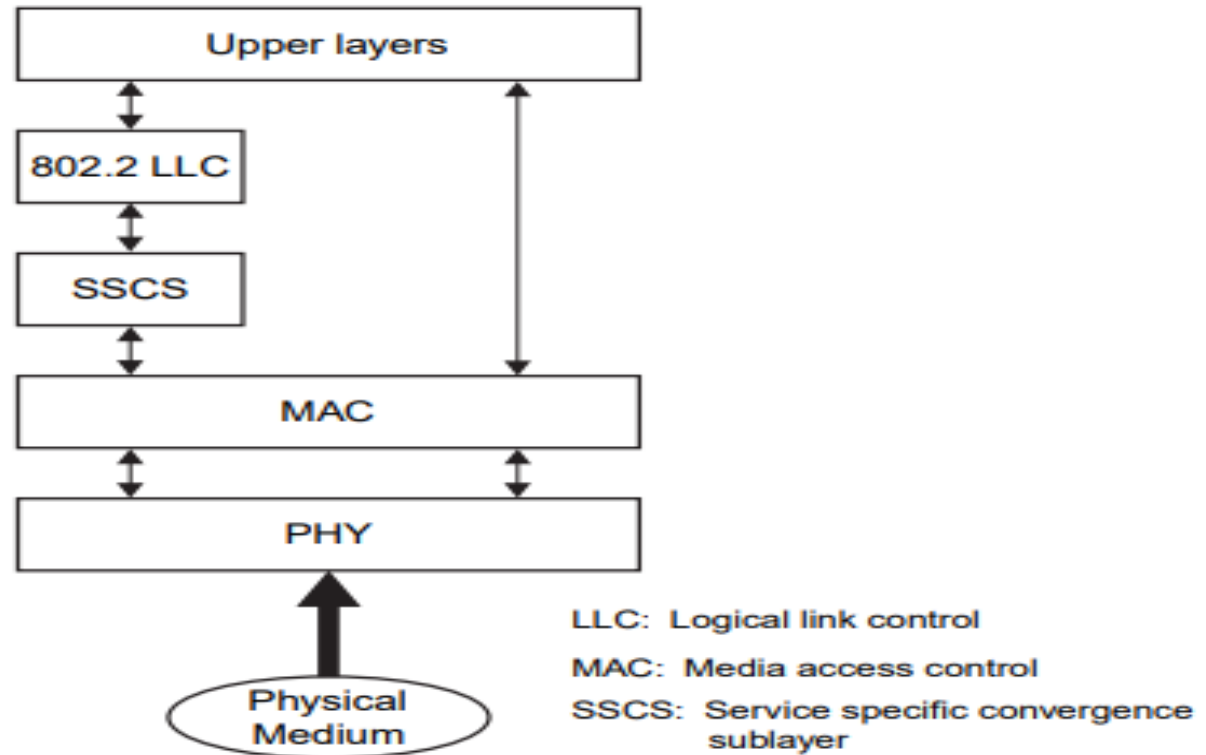 Upper layers
802.2 LLC
SSCS
MAC
PHY
Physical
Medium
LLC: Logical link control
MAC: Media access control
SSCS: Service specific convergence
sublayer